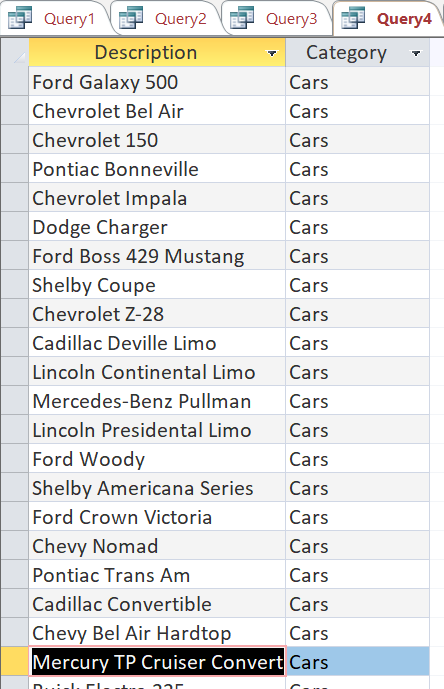 Query1 Query2 Query3 Query4
Description Category
Ford Galaxy 500 Cars
Chevrolet Bel Air Cars
Chevrolet 150 Cars
Pontiac Bonneville Cars
Chevrolet Impala Cars
Dodge Charger Cars
Ford Boss 429 Mustang Cars
Shelby Coupe Cars
Chevrolet Z-28 Cars
Cadillac Deville Limo Cars
Lincoln Continental Limo Cars
Mercedes-Benz Pullman Cars
Lincoln Presidental Limo Cars
Ford Woody Cars
Shelby Americana Series Cars
Ford Crown Victoria Cars
Chevy Nomad Cars
Pontiac Trans Am Cars
Cadillac Convertible Cars
Chevy Bel Air Hardtop Cars
Mercury TP Cruiser Convert Cars
Buick Electra 225